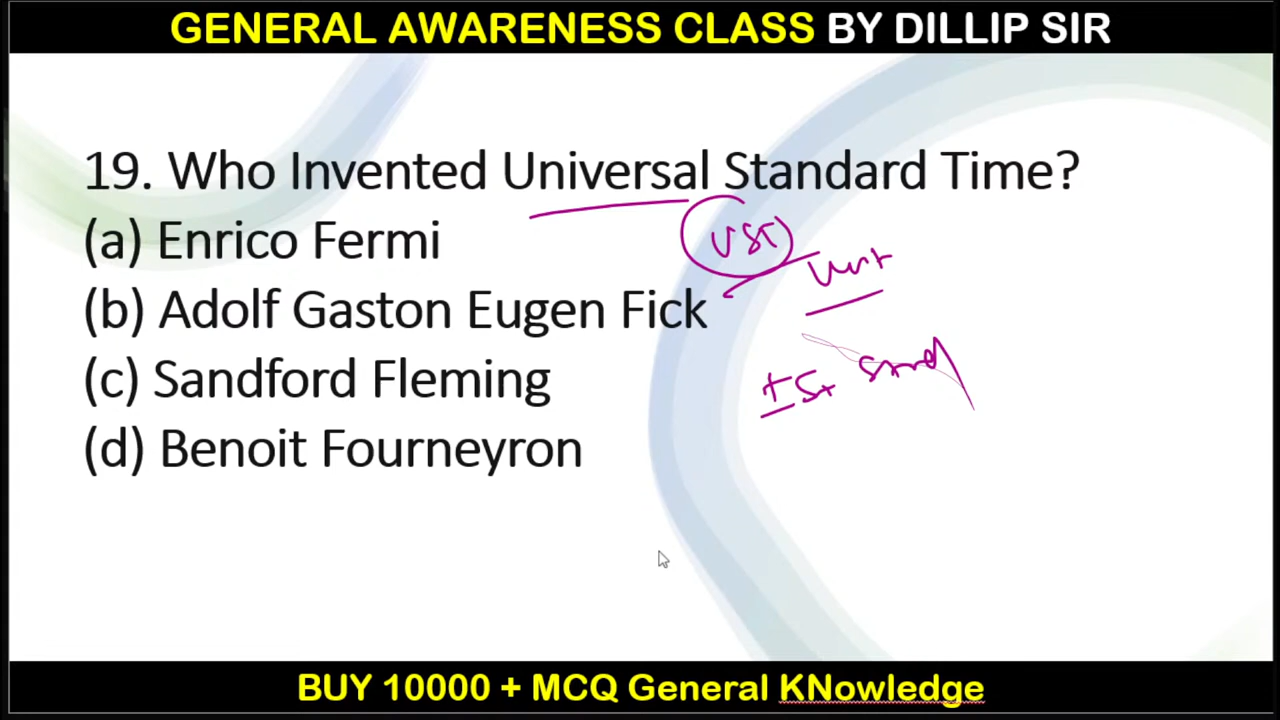 GENERAL AWARENESS CLASS BY DILLIP SIR
19. Who Invented Universal Standard Time?
(a) Enrico Fermi
UST
(b) Adolf Gaston Eugen Fick
(c) Sandford Fleming
(d) Benoit Fourneyron
BUY 10000 + MCQ General KNowledge